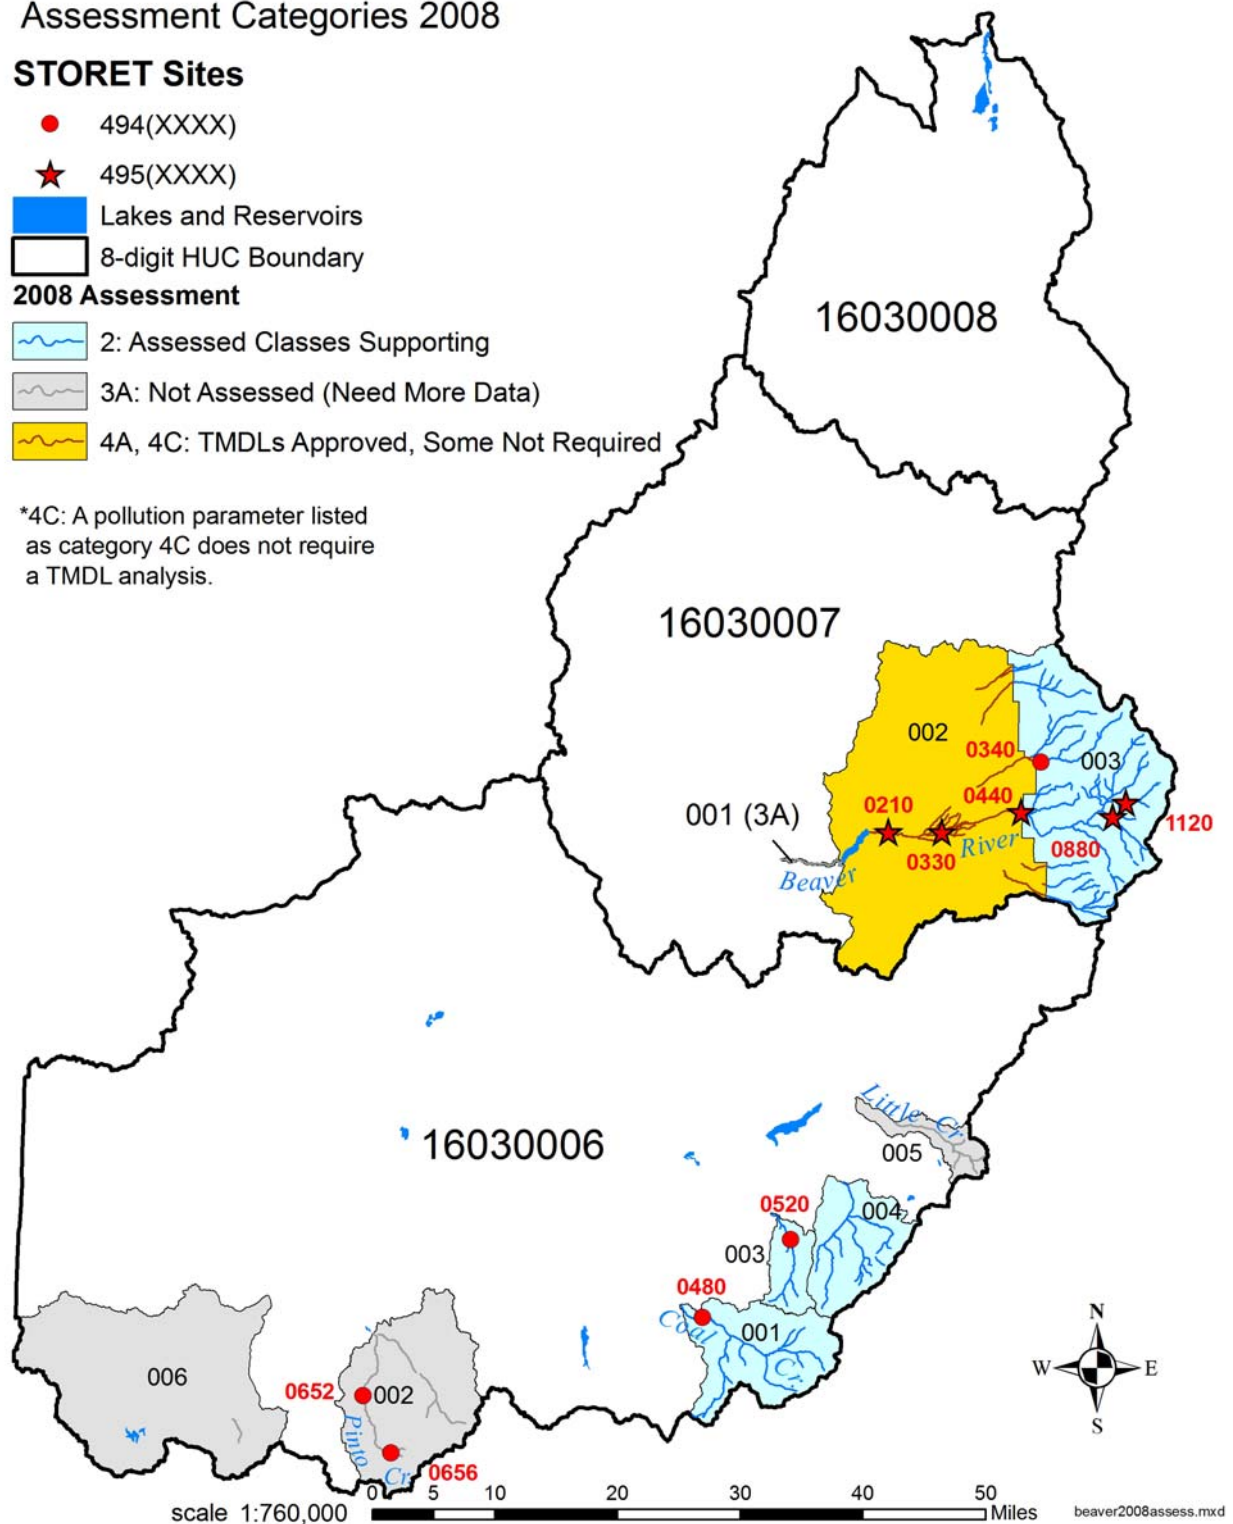 Assessment Categories 2008
STORET Sites
494(XXXX)
495(XXXX)
Lakes and Reservoirs
8-digit HUC Boundary
2008 Assessment
2: Assessed Classes Supporting
3A: Not Assessed (Need More Data)
4A, 4C: TMDLs Approved, Some Not Required
*4C: A pollution parameter listed
as category 4C does not require
a TMDL analysis.
16030008
16030007
002
0340
003
0440
0210
001 (3A)
1120
0330
River
0880
Beaver
16030006
Little Cr.
005
0520
004
003
0480
Coal Cr.
001
006
0652
002
Pinto Cr.
0656
N
W
E
S
0 5 10 20 30 40 50
scale 1:760,000
Miles
beaver2008assess.mxd